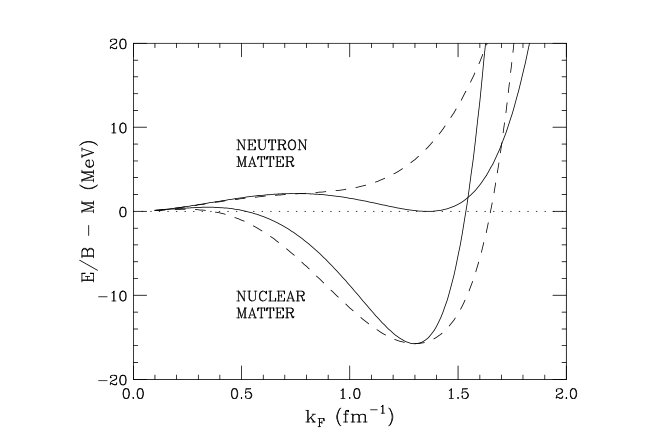 E/B − M (MeV)
20
10
0
−10
−20
NEUTRON
MATTER
NUCLEAR
MATTER
0.0 0.5 1.0 1.5 2.0
k_F (fm⁻¹)